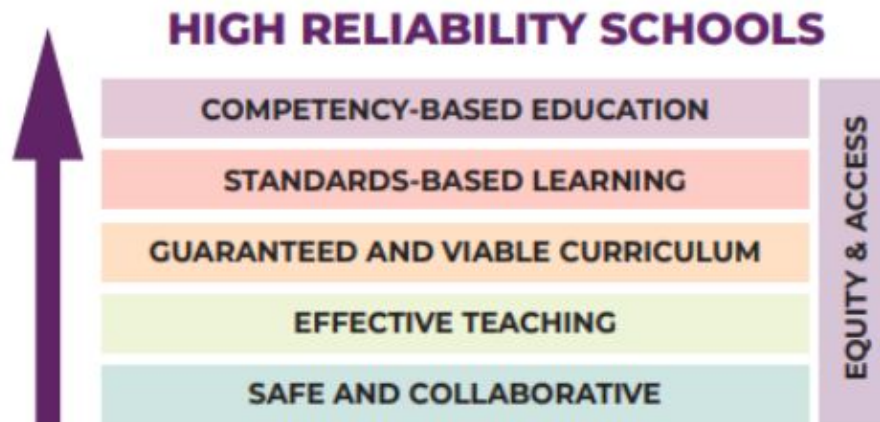 HIGH RELIABILITY SCHOOLS
COMPETENCY-BASED EDUCATION
STANDARDS-BASED LEARNING
GUARANTEED AND VIABLE CURRICULUM
EFFECTIVE TEACHING
SAFE AND COLLABORATIVE
EQUITY & ACCESS